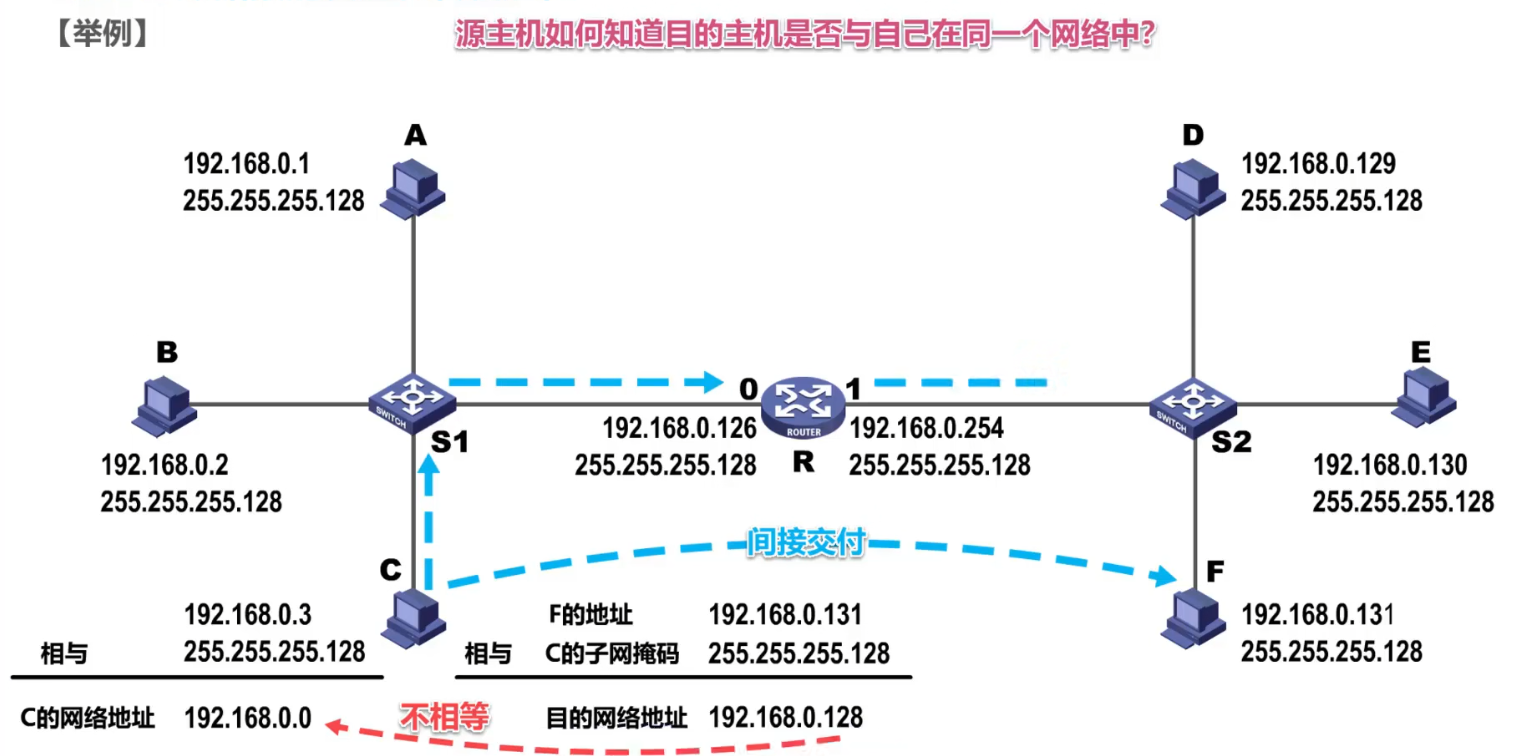 【举例】
源主机如何知道目的主机是否与自己在同一个网络中?
A
192.168.0.1
255.255.255.128
D
192.168.0.129
255.255.255.128
B
192.168.0.2
255.255.255.128
SWITCH
S1
0
192.168.0.126
255.255.255.128
ROUTER
R
1
192.168.0.254
255.255.255.128
SWITCH
S2
E
192.168.0.130
255.255.255.128
间接交付
C
192.168.0.3
相与 255.255.255.128
C的网络地址 192.168.0.0
F的地址 192.168.0.131
相与 C的子网掩码 255.255.255.128
不相等
目的网络地址 192.168.0.128
F
192.168.0.131
255.255.255.128